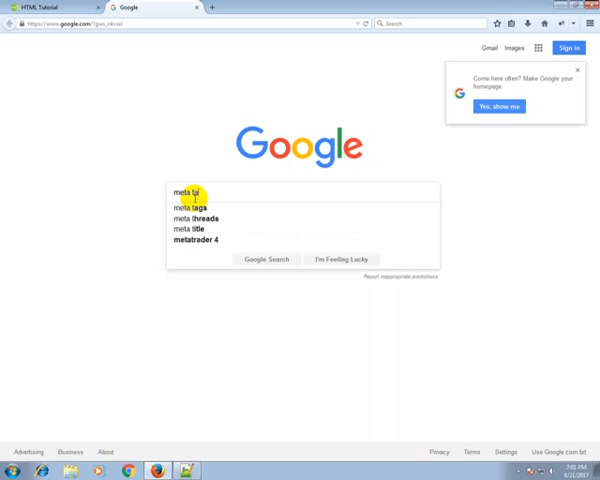 HTML Tutorial
Google
https://www.google.com/?gws_rd=ssl
Search
Gmail Images Sign in
Come here often? Make Google your
homepage
Yes, show me
Google
meta ta
meta tags
meta threads
meta title
metatrader 4
Google Search I'm Feeling Lucky
Report inappropriate predictions
Advertising Business About Privacy Terms Settings Use Google.com.bd
7:01 PM
8/21/2017